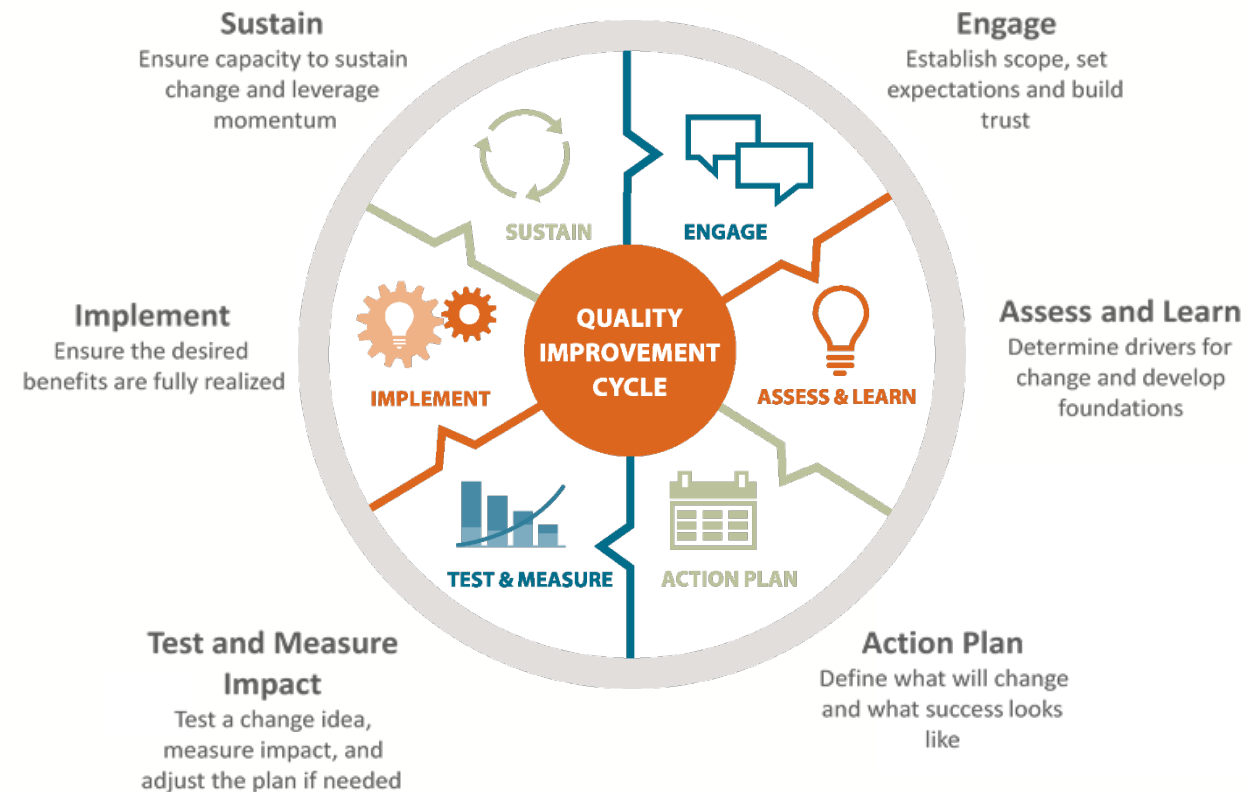 Sustain
Ensure capacity to sustain
change and leverage
momentum
Engage
Establish scope, set
expectations and build
trust
SUSTAIN
ENGAGE
Implement
Ensure the desired
benefits are fully realized
IMPLEMENT
QUALITY
IMPROVEMENT
CYCLE
ASSESS & LEARN
Assess and Learn
Determine drivers for
change and develop
foundations
TEST & MEASURE
ACTION PLAN
Test and Measure
Impact
Test a change idea,
measure impact, and
adjust the plan if needed
Action Plan
Define what will change
and what success looks
like